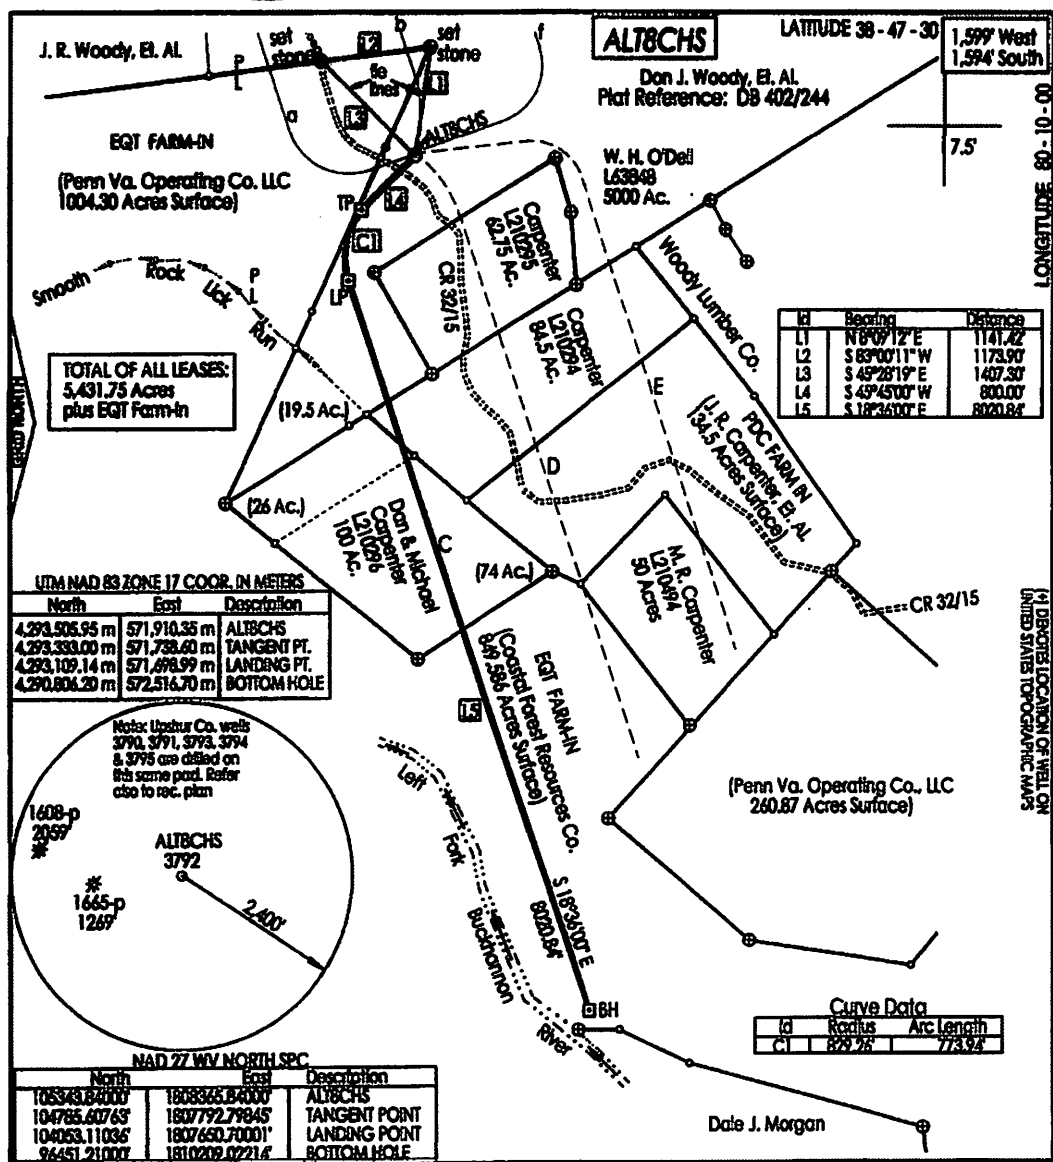 J. R. Woody, Et. Al.
set
stone
L2
b
set
stone
f
ALT8CHS
LATITUDE 38 - 47 - 30
1,599' West
1,594' South
P
L
tie
lines
L1
Don J. Woody, Et. Al.
Plat Reference: DB 402/244
LONGITUDE 80 - 10 - 00
a
L3
ALT8CHS
7.5'
EQT FARM-IN
(Penn Va. Operating Co. LLC
1004.30 Acres Surface)
W. H. O'Dell
L63848
5000 Ac.
TP
L4
C1
Carpenter
L210295
62.75 Ac.
Smooth
Rock
Lick
Run
P
L
LP
CR 32/15
Carpenter
L210294
84.5 Ac.
Woody Lumber Co.
Id Bearing Distance
L1 N 8°09'12" E 1141.42'
L2 S 83°00'11" W 1173.90'
L3 S 45°28'19" E 1407.30'
L4 S 45°45'00" W 800.00'
L5 S 18°36'00" E 8020.84'
TOTAL OF ALL LEASES:
5,431.75 Acres
plus EQT Farm-In
GRID NORTH
(19.5 Ac.)
E
PDC FARM IN
(J. R. Carpenter, Et. Al.
134.5 Acres Surface)
D
(26 Ac.)
Dan & Michael
Carpenter
L210296
100 Ac.
C
(74 Ac.)
M. R. Carpenter
L210494
50 Acres
CR 32/15
UTM NAD 83 ZONE 17 COOR. IN METERS
North East Description
4,293,505.95 m 571,910.35 m ALT8CHS
4,293,333.00 m 571,738.60 m TANGENT PT.
4,293,109.14 m 571,698.99 m LANDING PT.
4,290,806.20 m 572,516.70 m BOTTOM HOLE
(+) DENOTES LOCATION OF WELL ON
UNITED STATES TOPOGRAPHIC MAPS
EQT FARM-IN
(Coastal Forest Resources Co.
849.586 Acres Surface)
L5
Note: Upshur Co. wells
3790, 3791, 3793, 3794
& 3795 are drilled on
this same pad. Refer
also to rec. plan
1608-p
2059'
ALT8CHS
3792
1665-p
1269'
2,400'
Left
Fork
Buckhannon
River
(Penn Va. Operating Co., LLC
260.87 Acres Surface)
S 18°36'00" E
8020.84'
BH
Curve Data
Id Radius Arc Length
C1 829.26' 773.94'
NAD 27 WV NORTH SPC
North East Description
105343.84000' 1808365.84000' ALT8CHS
104785.60763' 1807792.79845' TANGENT POINT
104053.11036' 1807650.70001' LANDING POINT
96451.21000' 1810209.02214' BOTTOM HOLE
Dale J. Morgan